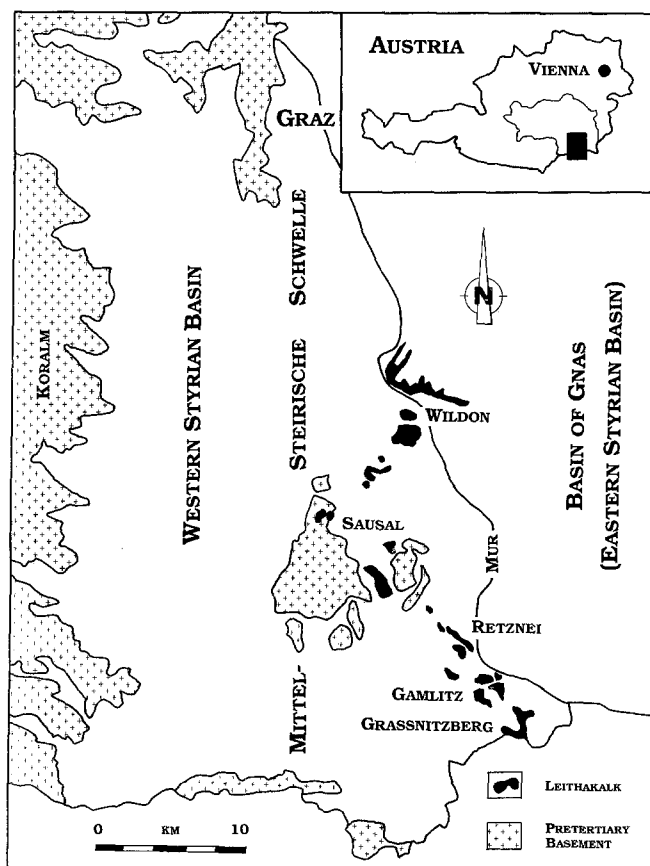 AUSTRIA
VIENNA
GRAZ
N
KORALM
WESTERN STYRIAN BASIN
MITTEL-
STEIRISCHE SCHWELLE
BASIN OF GNAS
(EASTERN STYRIAN BASIN)
WILDON
SAUSAL
MUR
RETZNEI
GAMLITZ
GRASSNITZBERG
LEITHAKALK
PRETERTIARY
BASEMENT
0 KM 10